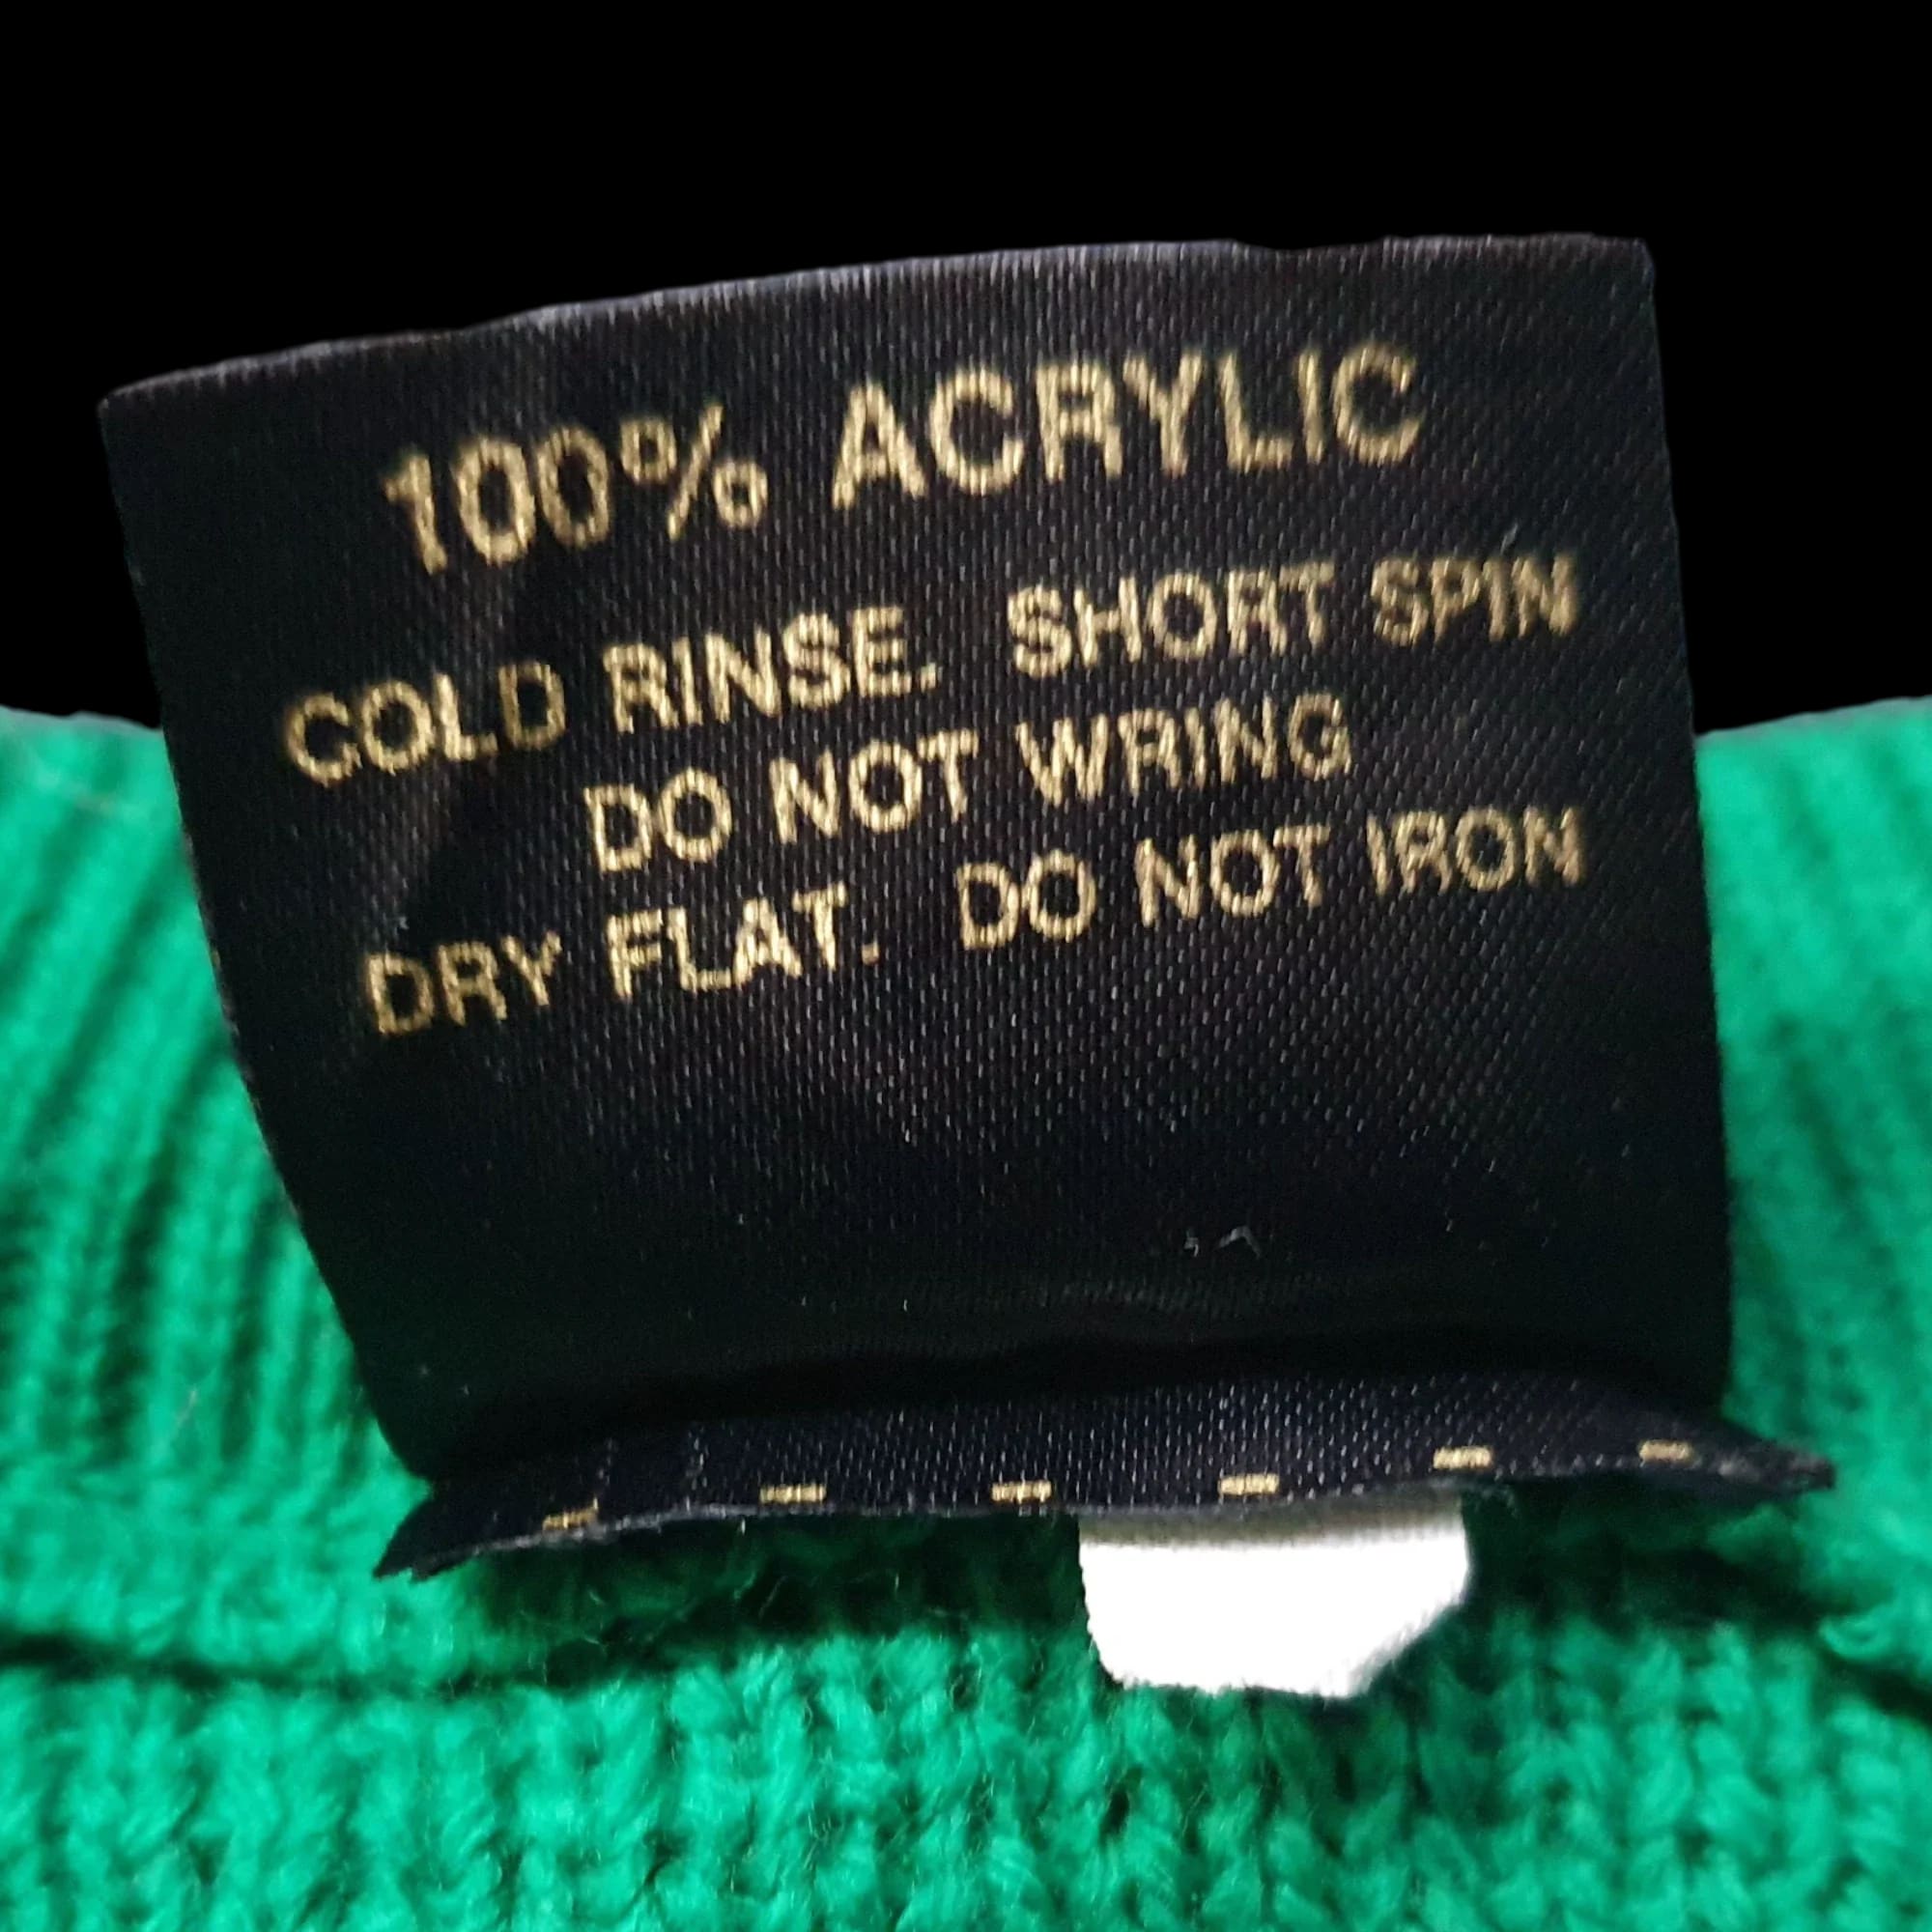 100% ACRYLIC
COLD RINSE. SHORT SPIN
DO NOT WRING
DRY FLAT. DO NOT IRON